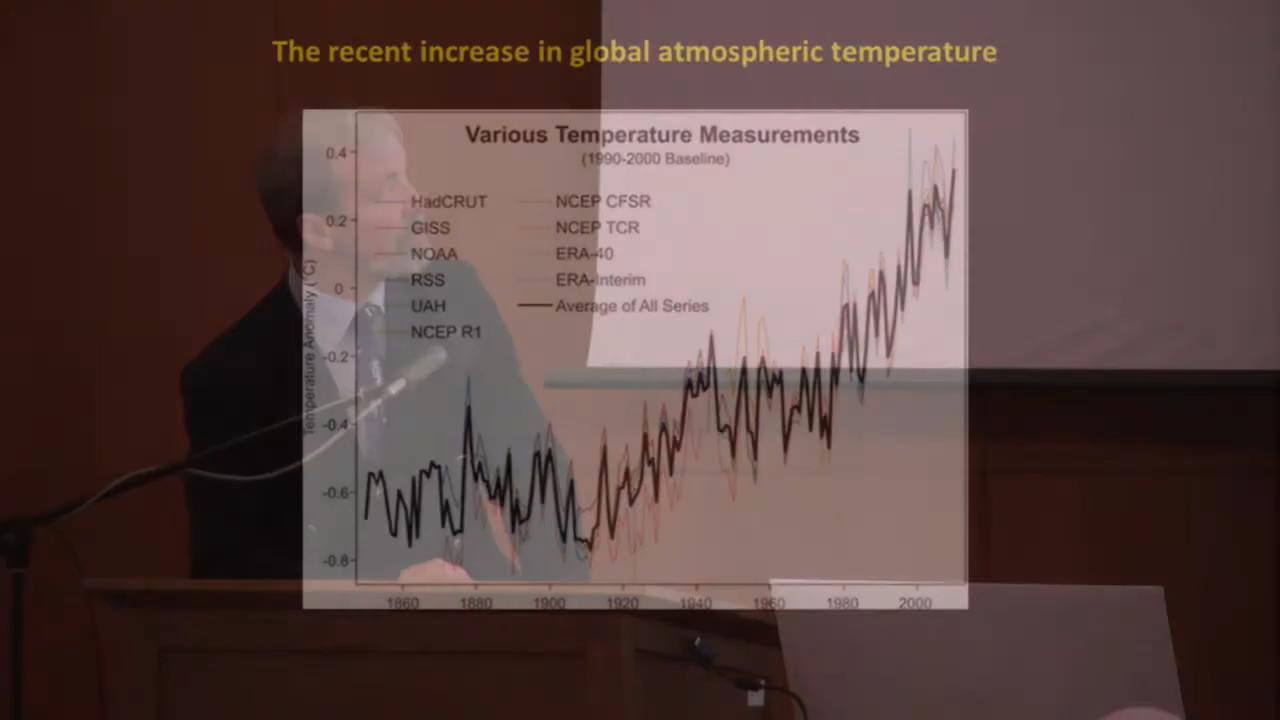 The recent increase in global atmospheric temperature
Various Temperature Measurements
(1990-2000 Baseline)
HadCRUT
GISS
NOAA
RSS
UAH
NCEP R1
NCEP CFSR
NCEP TCR
ERA-40
ERA-Interim
Average of All Series
Temperature Anomaly (°C)
0.4
0.2
0
-0.2
-0.4
-0.6
-0.8
1860 1880 1900 1920 1940 1960 1980 2000